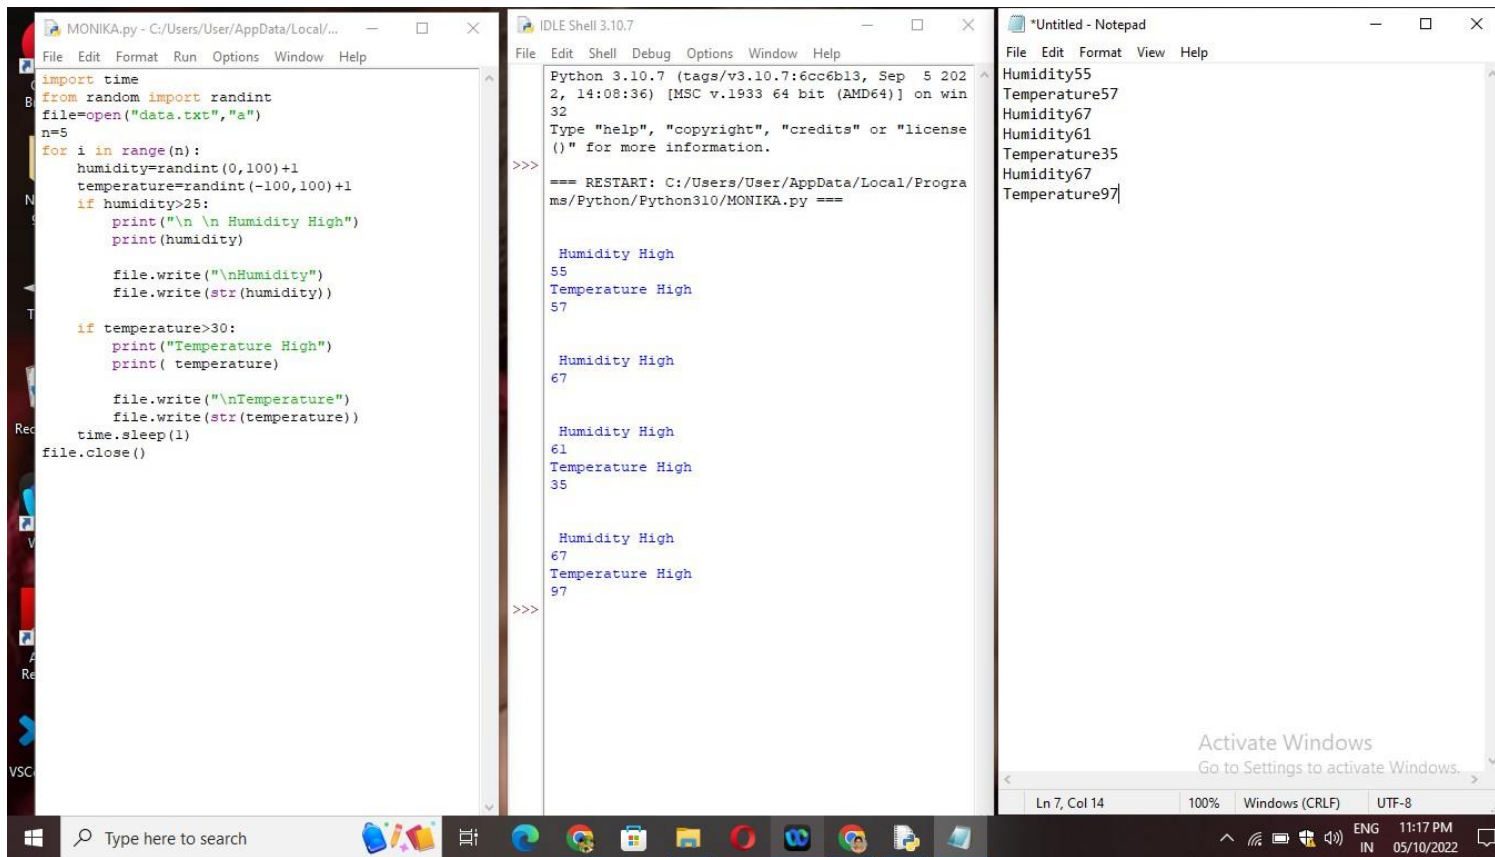 MONIKA.py - C:/Users/User/AppData/Local/...
File Edit Format Run Options Window Help
import time
from random import randint
file=open("data.txt","a")
n=5
for i in range(n):
    humidity=randint(0,100)+1
    temperature=randint(-100,100)+1
    if humidity>25:
        print("\n \n Humidity High")
        print(humidity)
        file.write("\nHumidity")
        file.write(str(humidity))
    if temperature>30:
        print("Temperature High")
        print( temperature)
        file.write("\nTemperature")
        file.write(str(temperature))
    time.sleep(1)
file.close()
IDLE Shell 3.10.7
File Edit Shell Debug Options Window Help
Python 3.10.7 (tags/v3.10.7:6cc6b13, Sep  5 202
2, 14:08:36) [MSC v.1933 64 bit (AMD64)] on win
32
Type "help", "copyright", "credits" or "license
()" for more information.
>>>
=== RESTART: C:/Users/User/AppData/Local/Progra
ms/Python/Python310/MONIKA.py ===
Humidity High
55
Temperature High
57
Humidity High
67
Humidity High
61
Temperature High
35
Humidity High
67
Temperature High
97
>>>
*Untitled - Notepad
File Edit Format View Help
Humidity55
Temperature57
Humidity67
Humidity61
Temperature35
Humidity67
Temperature97
Activate Windows
Go to Settings to activate Windows.
Ln 7, Col 14 100% Windows (CRLF) UTF-8
Type here to search
ENG 11:17 PM
IN 05/10/2022